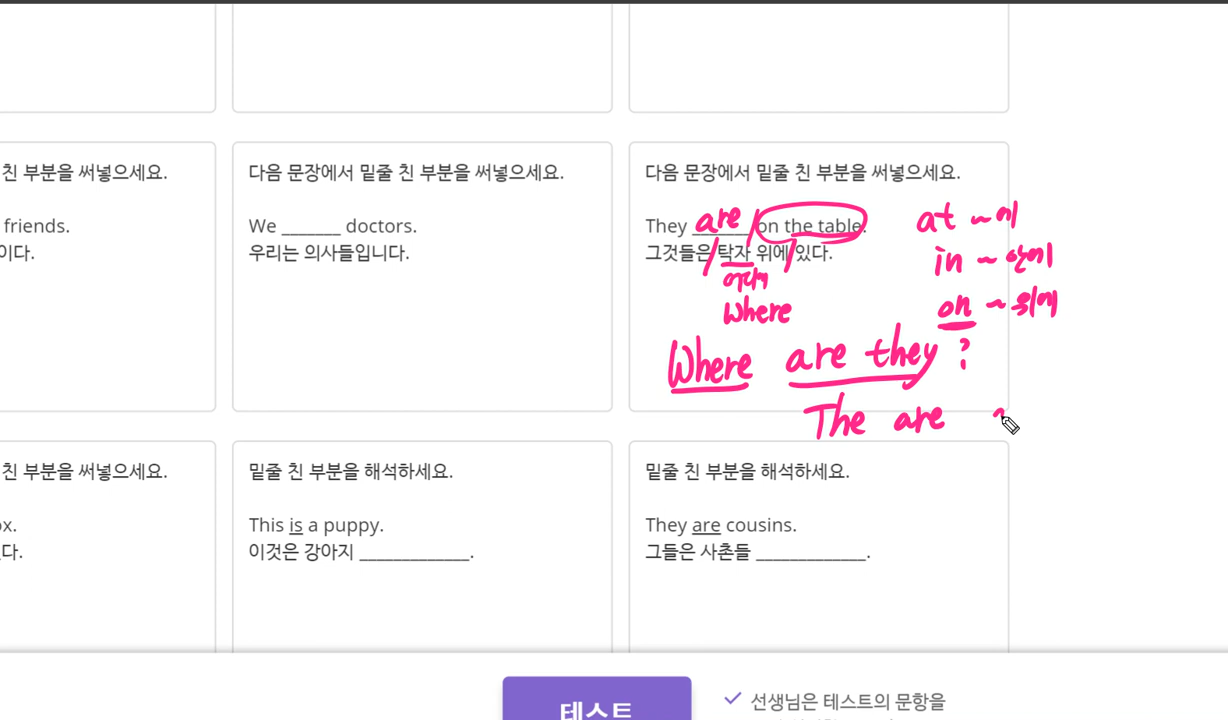 친 부분을 써넣으세요.
friends.
이다.
다음 문장에서 밑줄 친 부분을 써넣으세요.
We _______ doctors.
우리는 의사들입니다.
다음 문장에서 밑줄 친 부분을 써넣으세요.
They are on the table.
그것들은 탁자 위에 있다.
어디에
where
at ~에
in ~안에
on ~위에
Where are they?
The are
친 부분을 써넣으세요.
ox.
다.
밑줄 친 부분을 해석하세요.
This is a puppy.
이것은 강아지 ____________.
밑줄 친 부분을 해석하세요.
They are cousins.
그들은 사촌들 ____________.
테스트
선생님은 테스트의 문항을